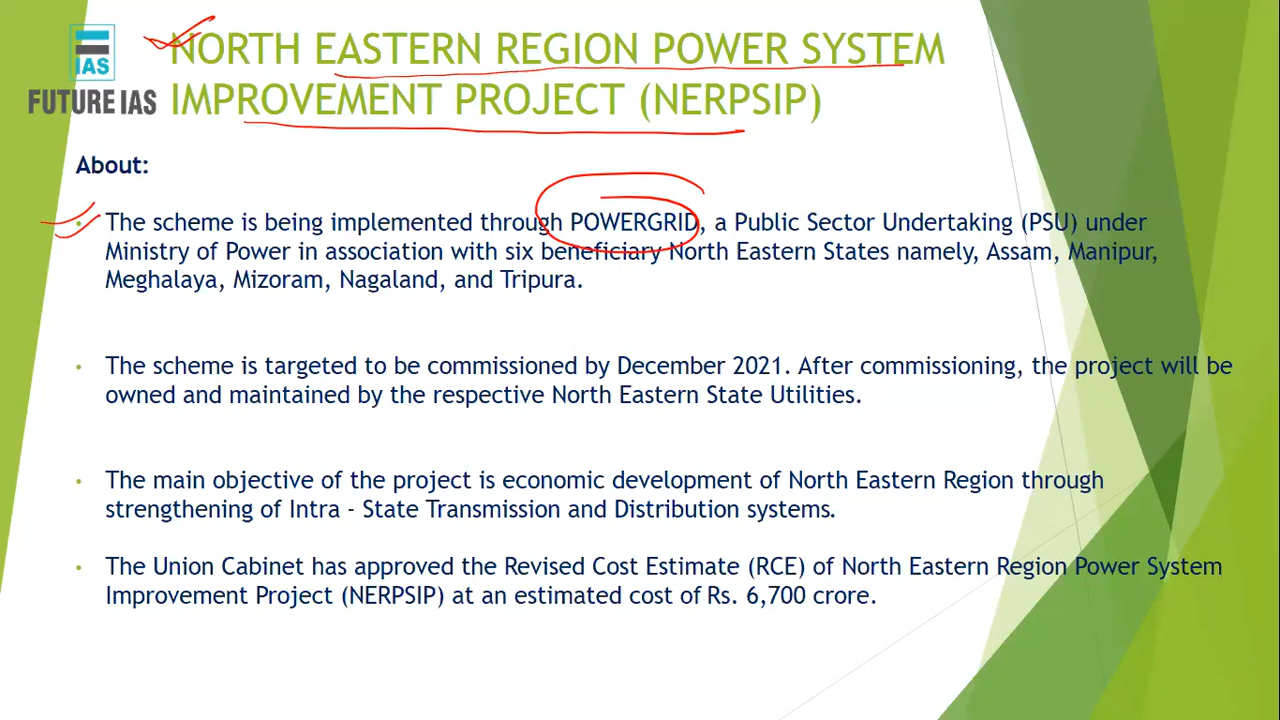 IAS
FUTURE IAS
NORTH EASTERN REGION POWER SYSTEM
IMPROVEMENT PROJECT (NERPSIP)
About:
• The scheme is being implemented through POWERGRID, a Public Sector Undertaking (PSU) under
Ministry of Power in association with six beneficiary North Eastern States namely, Assam, Manipur,
Meghalaya, Mizoram, Nagaland, and Tripura.
• The scheme is targeted to be commissioned by December 2021. After commissioning, the project will be
owned and maintained by the respective North Eastern State Utilities.
• The main objective of the project is economic development of North Eastern Region through
strengthening of Intra - State Transmission and Distribution systems.
• The Union Cabinet has approved the Revised Cost Estimate (RCE) of North Eastern Region Power System
Improvement Project (NERPSIP) at an estimated cost of Rs. 6,700 crore.